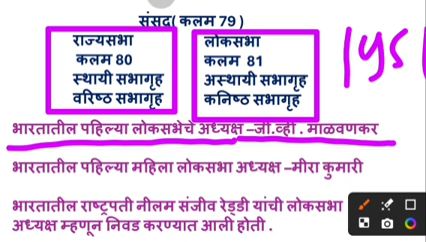 संसद( कलम 79 )
राज्यसभा
कलम 80
स्थायी सभागृह
वरिष्ठ सभागृह
लोकसभा
कलम 81
अस्थायी सभागृह
कनिष्ठ सभागृह
भारतातील पहिल्या लोकसभेचे अध्यक्ष –जी.व्ही . माळवणकर
भारतातील पहिल्या महिला लोकसभा अध्यक्ष –मीरा कुमारी
भारतातील राष्ट्रपती नीलम संजीव रेड्डी यांची लोकसभा
अध्यक्ष म्हणून निवड करण्यात आली होती .